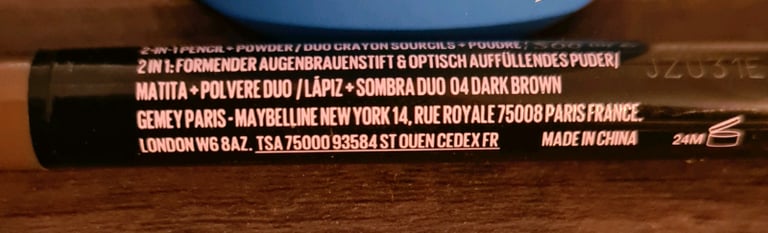 2-IN-1 PENCIL + POWDER / DUO CRAYON SOURCILS + POUDRE /
2 IN 1: FORMENDER AUGENBRAUENSTIFT & OPTISCH AUFFÜLLENDES PUDER/
JZ031E
MATITA + POLVERE DUO / LÁPIZ + SOMBRA DUO 04 DARK BROWN
GEMEY PARIS - MAYBELLINE NEW YORK 14, RUE ROYALE 75008 PARIS FRANCE.
LONDON W6 8AZ. TSA 75000 93584 ST OUEN CEDEX FR MADE IN CHINA 24M